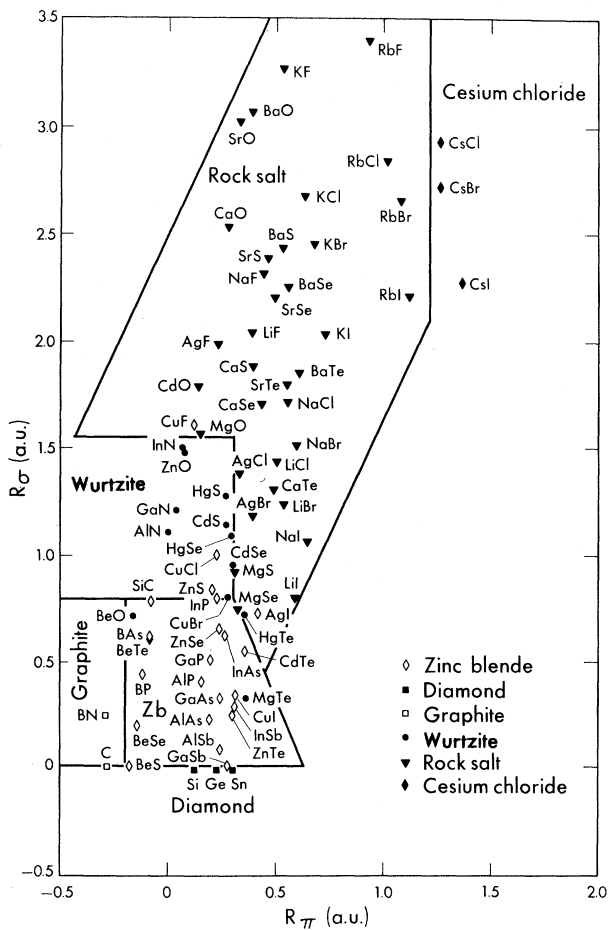 3.5
RbF
KF
Cesium chloride
BaO
3.0
SrO
CsCl
RbCl
Rock salt
KCl
CsBr
RbBr
CaO
2.5
BaS
KBr
SrS
NaF
BaSe
RbI
CsI
SrSe
2.0
AgF
LiF
KI
CaS
BaTe
CdO
SrTe
CaSe
NaCl
CuF
MgO
1.5
InN
NaBr
ZnO
AgCl
LiCl
Wurtzite
HgS
CaTe
GaN
AgBr
LiBr
CdS
AlN
NaI
HgSe
1.0
CdSe
CuCl
MgS
SiC
ZnS
LiI
InP
MgSe
BeO
CuBr
AgI
BAs
HgTe
BeTe
ZnSe
CdTe
0.5
GaP
InAs
BP
AlP
Graphite
Zb
GaAs
MgTe
BN
AlAs
CuI
BeSe
InSb
AlSb
ZnTe
C
GaSb
0
BeS
Si Ge Sn
Diamond
Zinc blende
Diamond
Graphite
Wurtzite
Rock salt
Cesium chloride
−0.5
−0.5 0 0.5 1.0 1.5 2.0
Rσ (a.u.)
Rπ (a.u.)